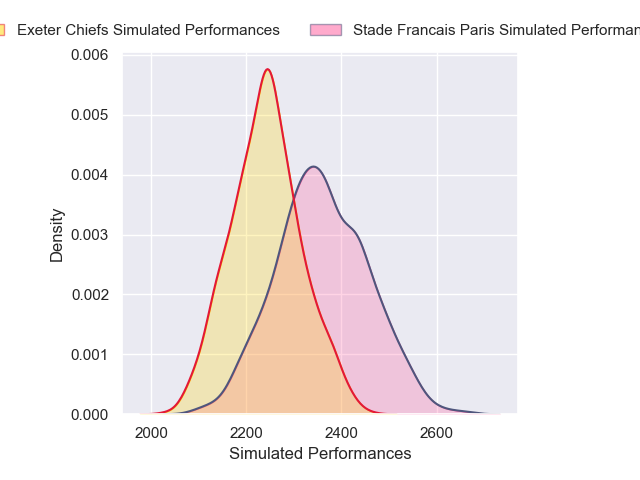 Exeter Chiefs Simulated Performances
Stade Francais Paris Simulated
0.006
0.005
0.004
0.003
0.002
0.001
0.000
Density
2000
2200
2400
2600
Simulated Performances